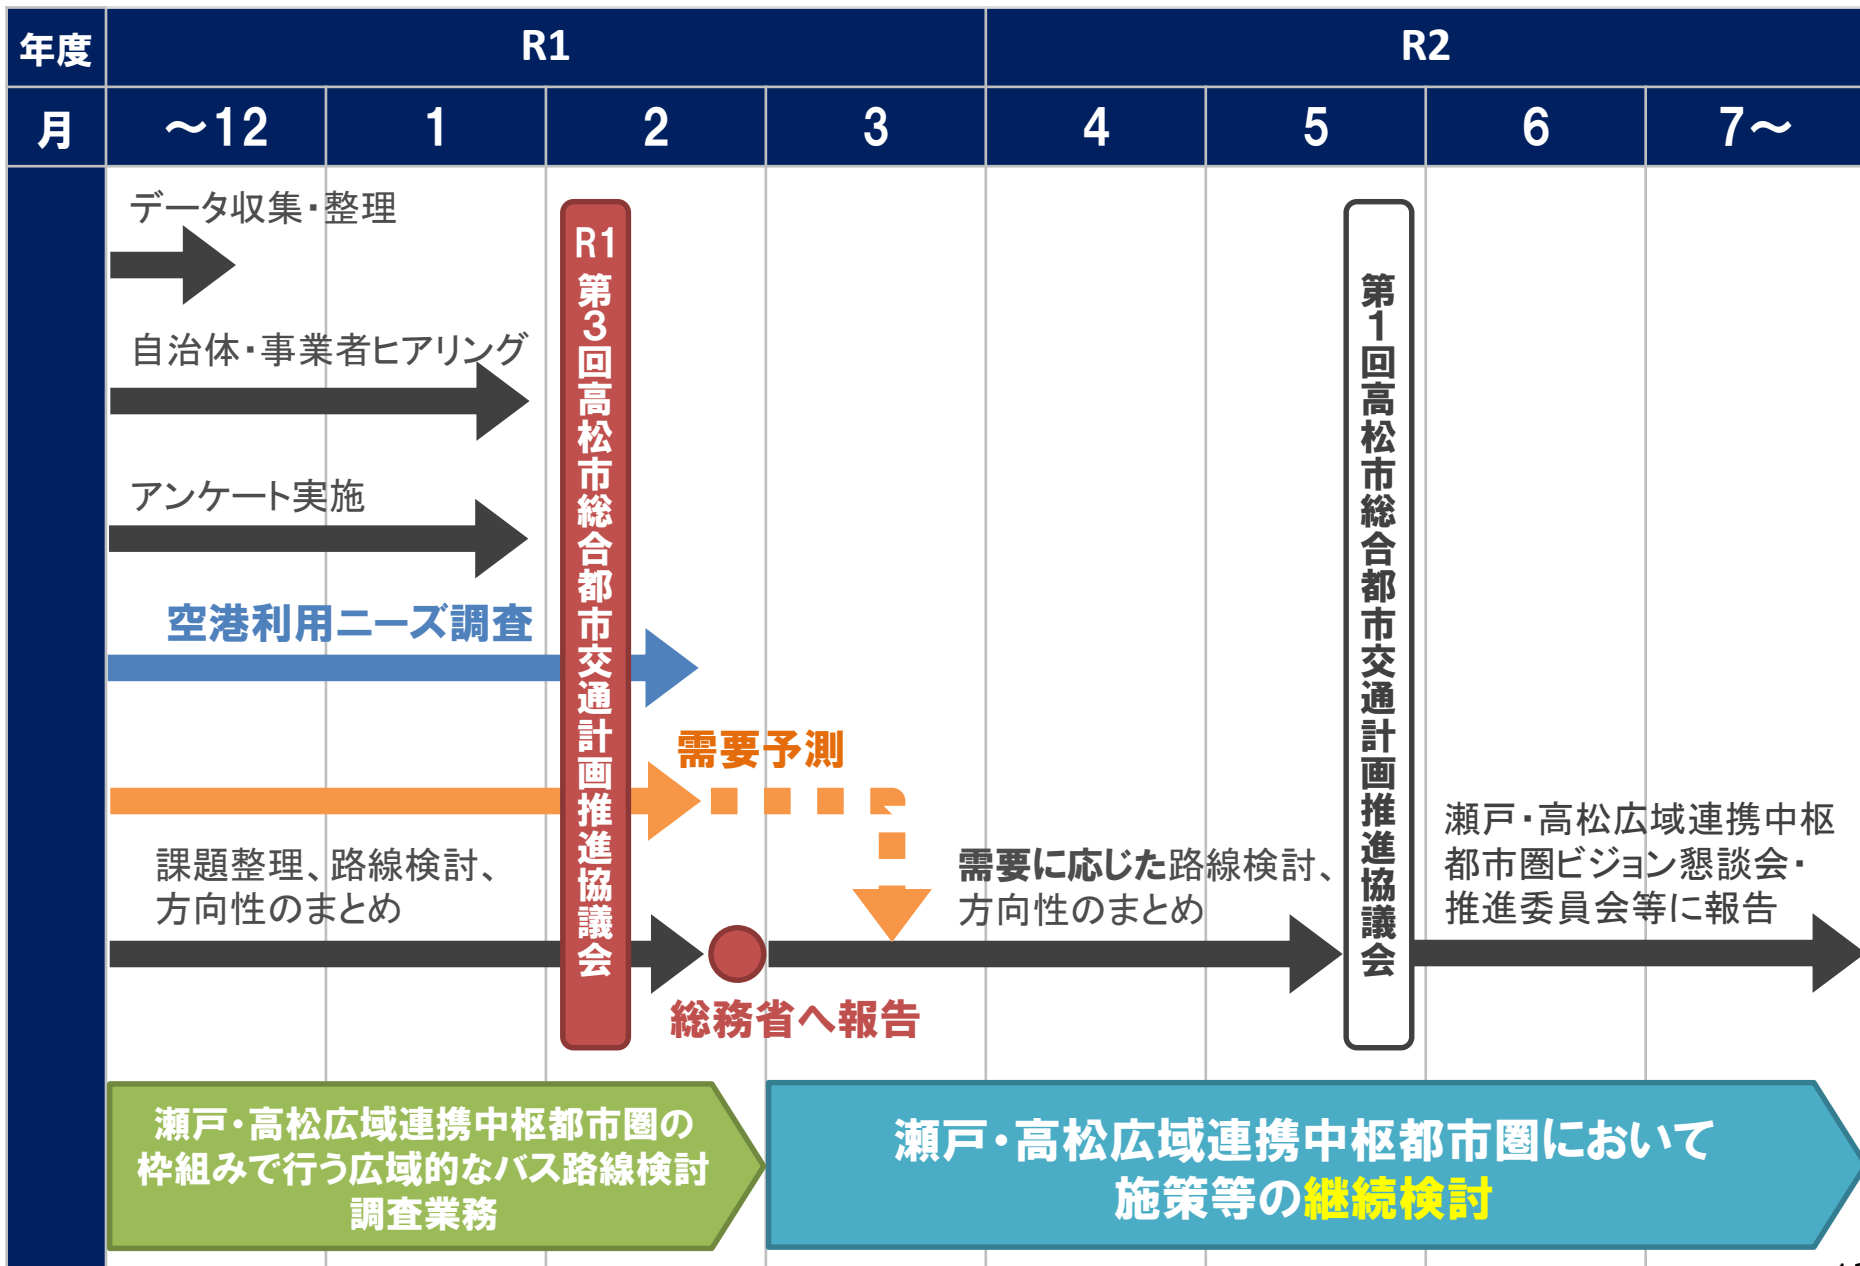 年度
R1
R2
月
～12
1
2
3
4
5
6
7～
データ収集・整理
自治体・事業者ヒアリング
アンケート実施
空港利用ニーズ調査
需要予測
課題整理、路線検討、
方向性のまとめ
R1
第3回高松市総合都市交通計画推進協議会
総務省へ報告
需要に応じた路線検討、
方向性のまとめ
第1回高松市総合都市交通計画推進協議会
瀬戸・高松広域連携中枢
都市圏ビジョン懇談会・
推進委員会等に報告
瀬戸・高松広域連携中枢都市圏の
枠組みで行う広域的なバス路線検討
調査業務
瀬戸・高松広域連携中枢都市圏において
施策等の継続検討